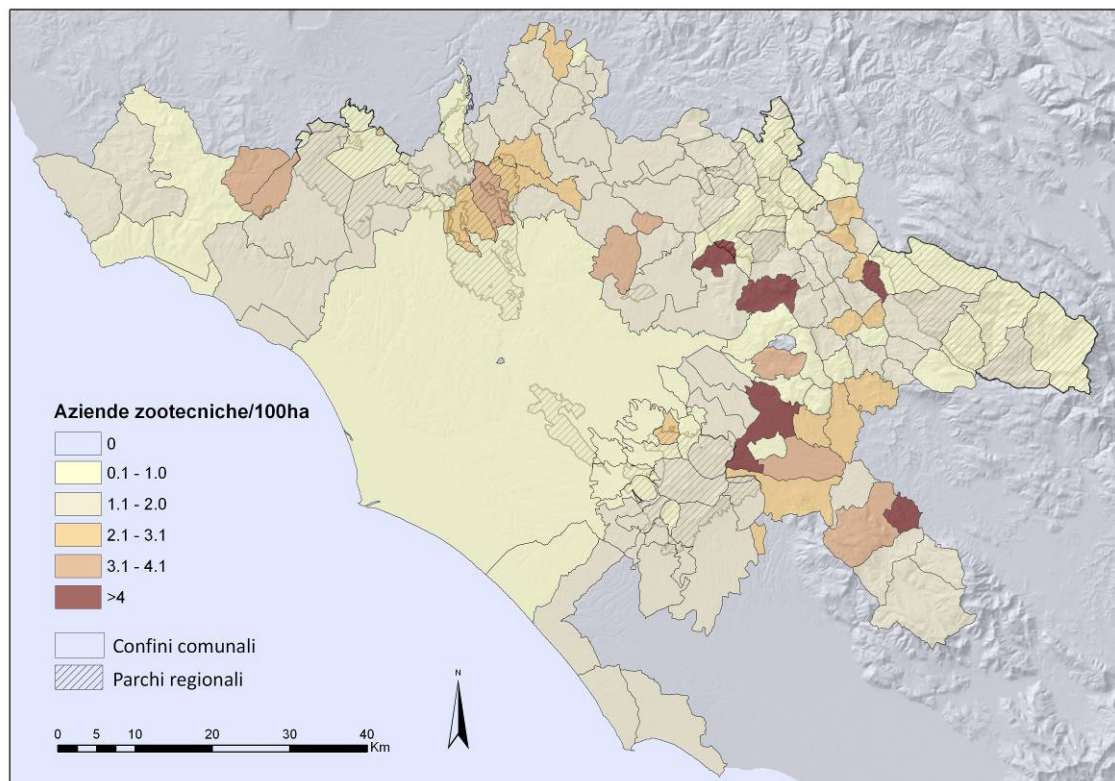 Aziende zootecniche/100ha
0
0.1 - 1.0
1.1 - 2.0
2.1 - 3.1
3.1 - 4.1
>4
Confini comunali
Parchi regionali
N
0 5 10 20 30 40
Km